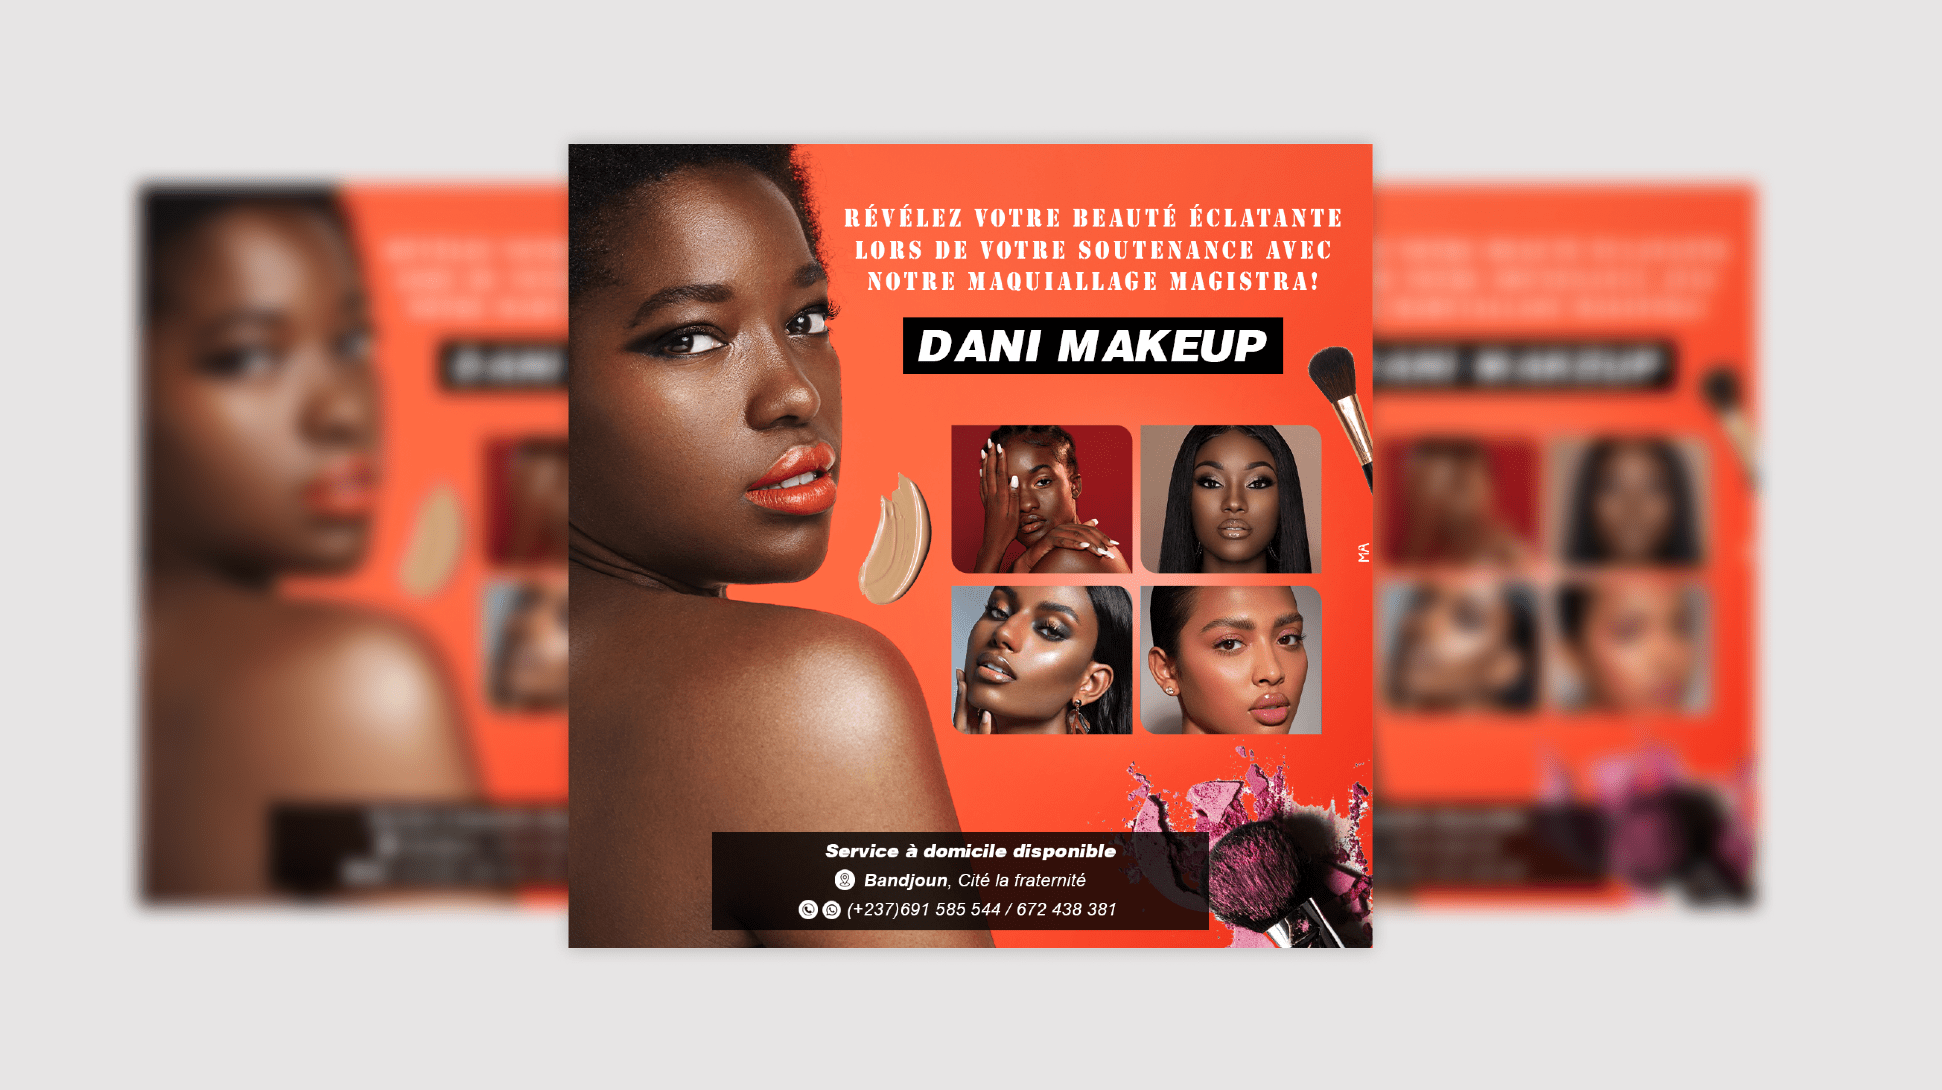 RÉVÉLEZ VOTRE BEAUTÉ ÉCLATANTE
LORS DE VOTRE SOUTENANCE AVEC
NOTRE MAQUIALLAGE MAGISTRA!
DANI MAKEUP
MA
Service à domicile disponible
Bandjoun, Cité la fraternité
(+237)691 585 544 / 672 438 381